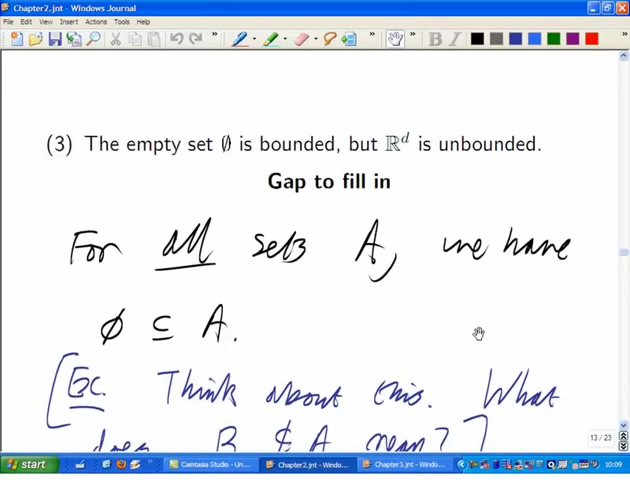 Chapter2.jnt - Windows Journal
File Edit View Insert Actions Tools Help
(3) The empty set ∅ is bounded, but ℝᵈ is unbounded.
Gap to fill in
For all sets A, we have
∅ ⊆ A.
[Ex. Think about this. What
does B ⊄ A mean?]
13 / 23
start Camtasia Studio - Un... Chapter2.jnt - Windo... Chapter3.jnt - Windo... 10:09